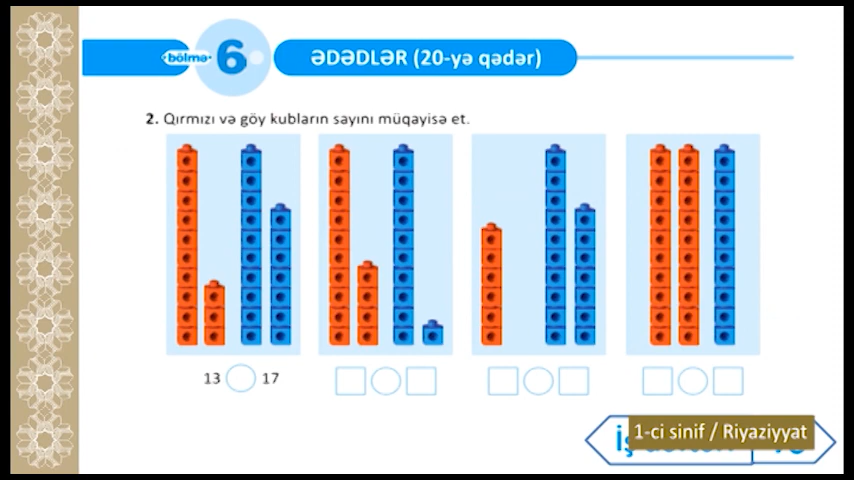 bölmə 6 ƏDƏDLƏR (20-yə qədər)
2. Qırmızı və göy kubların sayını müqayisə et.
13 17
1-ci sinif / Riyaziyyat